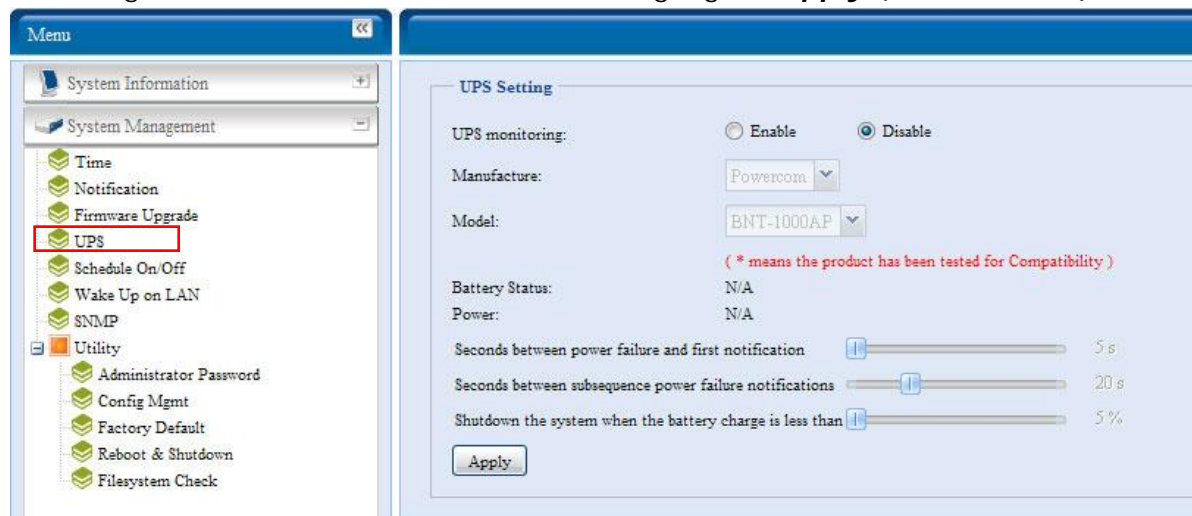 Menu
System Information
System Management
Time
Notification
Firmware Upgrade
UPS
Schedule On/Off
Wake Up on LAN
SNMP
Utility
Administrator Password
Config Mgmt
Factory Default
Reboot & Shutdown
Filesystem Check
UPS Setting
UPS monitoring: Enable Disable
Manufacture: Powercom
Model: BNT-1000AP
( * means the product has been tested for Compatibility )
Battery Status: N/A
Power: N/A
Seconds between power failure and first notification 5 s
Seconds between subsequence power failure notifications 20 s
Shutdown the system when the battery charge is less than 5 %
Apply